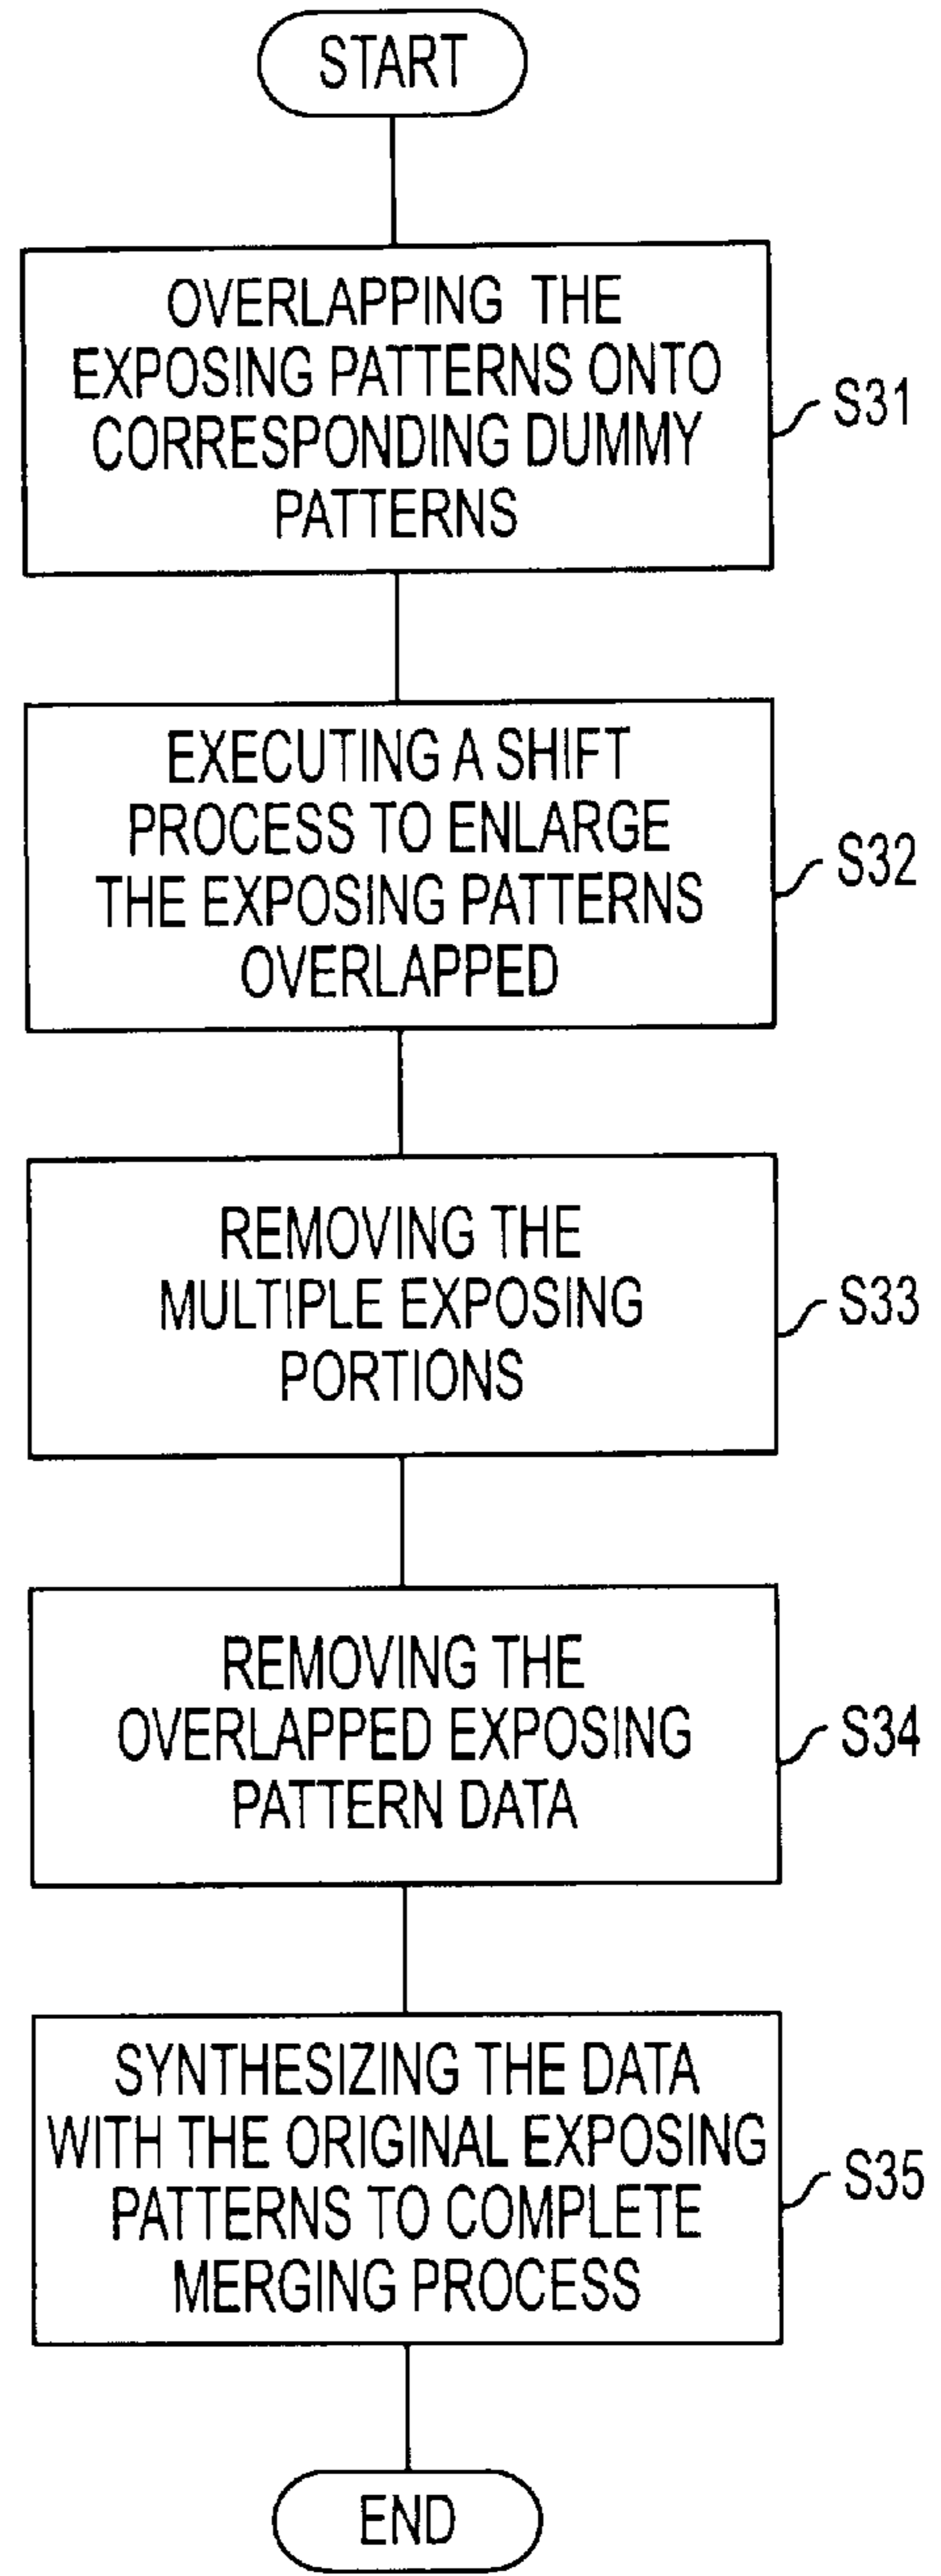 START
OVERLAPPING THE
EXPOSING PATTERNS ONTO
CORRESPONDING DUMMY
PATTERNS
S31
EXECUTING A SHIFT
PROCESS TO ENLARGE
THE EXPOSING PATTERNS
OVERLAPPED
S32
REMOVING THE
MULTIPLE EXPOSING
PORTIONS
S33
REMOVING THE
OVERLAPPED EXPOSING
PATTERN DATA
S34
SYNTHESIZING THE DATA
WITH THE ORIGINAL EXPOSING
PATTERNS TO COMPLETE
MERGING PROCESS
S35
END